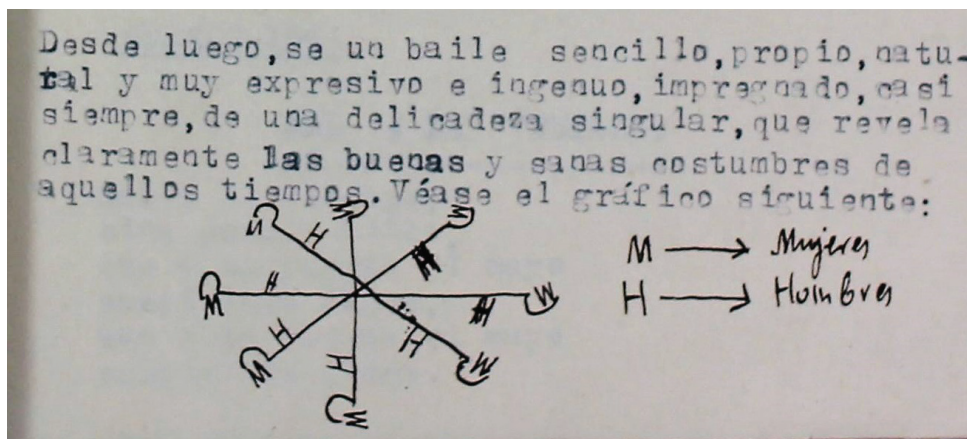 Desde luego,se un baile sencillo,propio,natu-
ral y muy expresivo e ingenuo,impregnado,casi
siempre,de una delicadeza singular,que revela
claramente las buenas y sanas costumbres de
aquellos tiempos.Véase el gráfico siguiente:
M M M
H H
M → Mujeres
M H H M
H → Hombres
H H H
M M
M